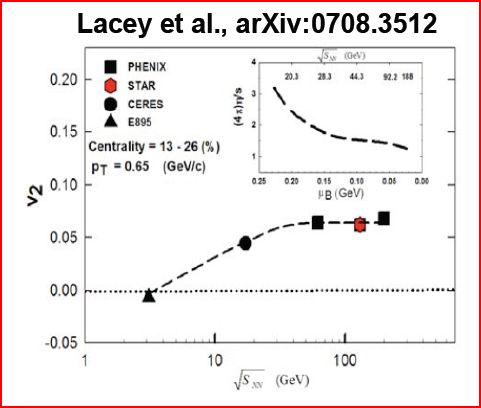 Lacey et al., arXiv:0708.3512
PHENIX
STAR
CERES
E895
Centrality = 13 - 26 (%)
pT = 0.65 (GeV/c)
√SNN (GeV)
20.3 28.3 44.3 92.2 188
4
3
2
1
(4π)η/s
0.25 0.20 0.15 0.10 0.05 0.00
μB (GeV)
0.20
0.15
0.10
0.05
0.00
-0.05
v2
1 10 100
√SNN (GeV)